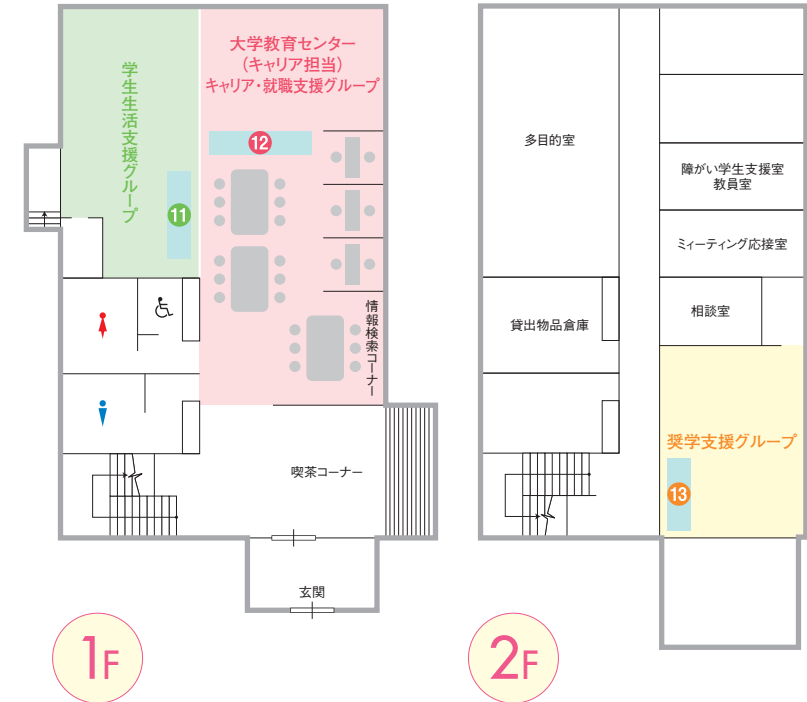 大学教育センター
(キャリア担当)
キャリア・就職支援グループ
学生生活支援グループ
12
11
情報検索コーナー
喫茶コーナー
玄関
1F
多目的室
障がい学生支援室
教員室
ミィーティング応接室
相談室
貸出物品倉庫
奨学支援グループ
13
2F